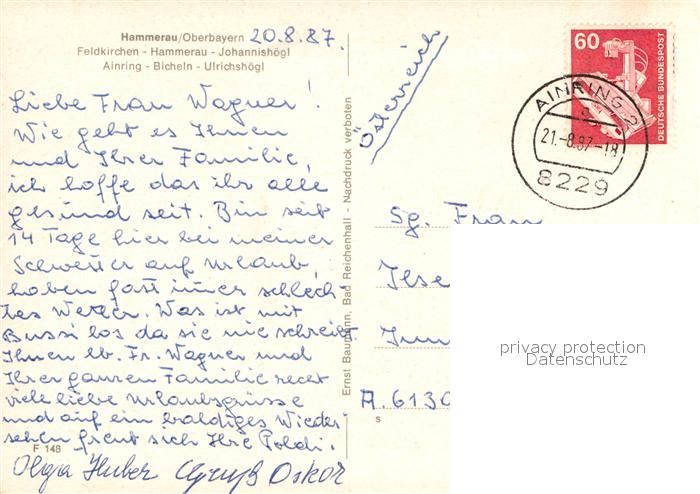 Hammerau/Oberbayern 20.8.87.
Feldkirchen - Hammerau - Johannishögl
Ainring - Bicheln - Ulrichshögl
Liebe Frau Wagner!
Wie geht es Ihnen
und Ihrer Familie,
ich hoffe das ihr alle
gesund seit. Bin seit
14 Tage hier bei meiner
Schwester auf Urlaub,
haben fast imer schlech-
tes Wetter. Was ist mit
Bussi los da sie nie schreibt
Ihnen lb. Fr. Wagner und
Ihrer ganzen Familie recht
viele liebe Urlaubsgrüsse
und auf ein baldiges Wieder
sehen freut sich Ihre Poldi.
F 148
Olga Huber Gruß Oskar
Ernst Baumann, Bad Reichenhall - Nachdruck verboten
Österreich
60
DEUTSCHE BUNDESPOST
AINRING 2
21.-8.87-18
8229
Sg. Frau
Ilse
A. 6130
s
privacy protection
Datenschutz